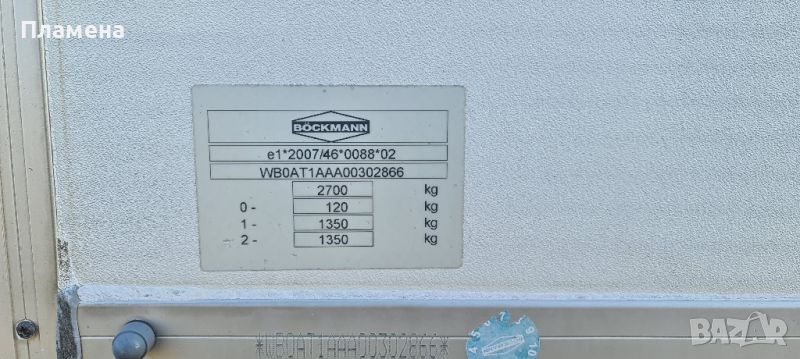 Пламена
BÖCKMANN
e1*2007/46*0088*02
WB0AT1AAA00302866
2700 kg
0- 120 kg
1- 1350 kg
2- 1350 kg
*WB0AT1AAA00302866*
BAZAR